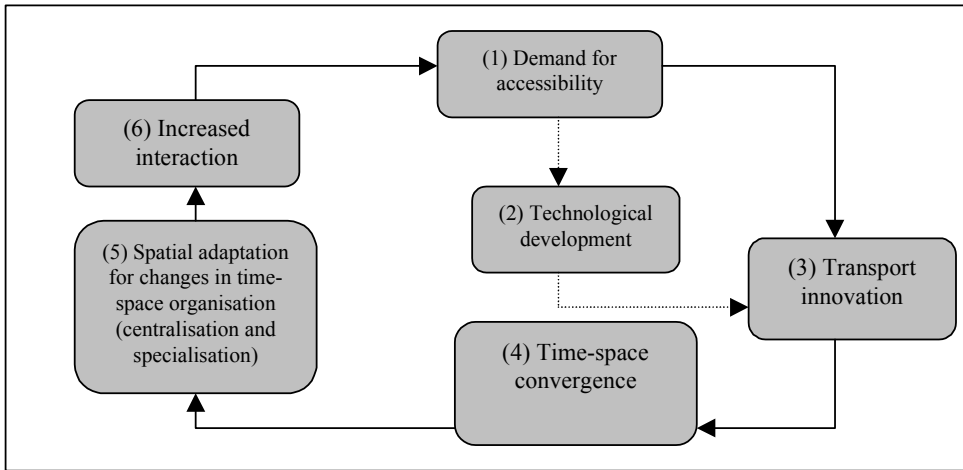 (1) Demand for
accessibility
(2) Technological
development
(3) Transport
innovation
(4) Time-space
convergence
(5) Spatial adaptation
for changes in time-
space organisation
(centralisation and
specialisation)
(6) Increased
interaction